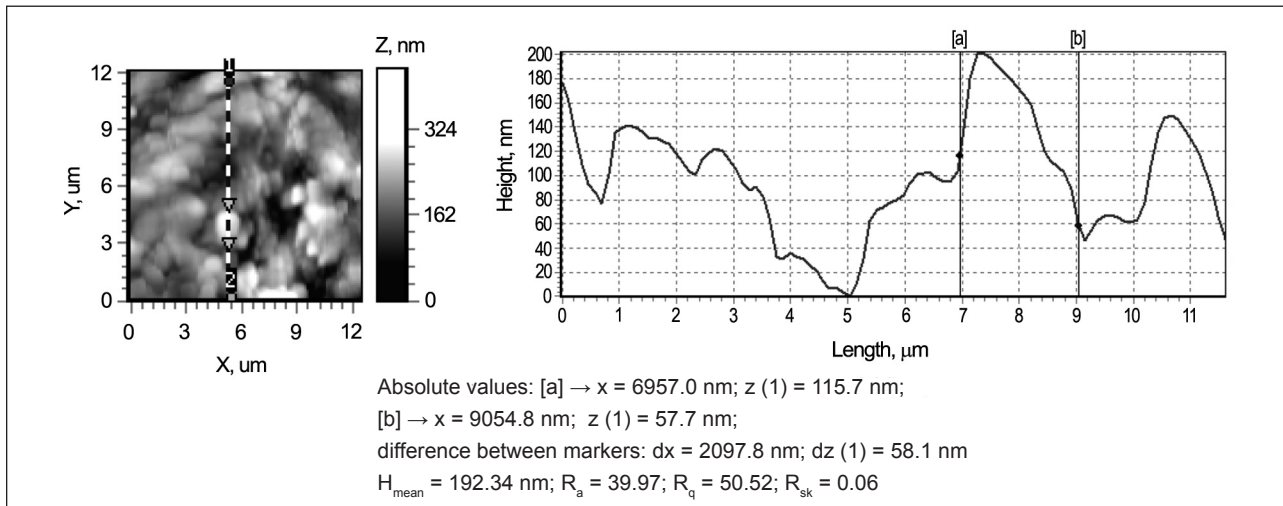 Z, nm
12
9
6
3
0
Y, um
324
162
0
1
2
0 3 6 9 12
X, um
[a] [b]
200
180
160
140
120
100
80
60
40
20
0
Height, nm
0 1 2 3 4 5 6 7 8 9 10 11
Length, μm
Absolute values: [a] → x = 6957.0 nm; z (1) = 115.7 nm;
[b] → x = 9054.8 nm; z (1) = 57.7 nm;
difference between markers: dx = 2097.8 nm; dz (1) = 58.1 nm
Hmean = 192.34 nm; Ra = 39.97; Rq = 50.52; Rsk = 0.06